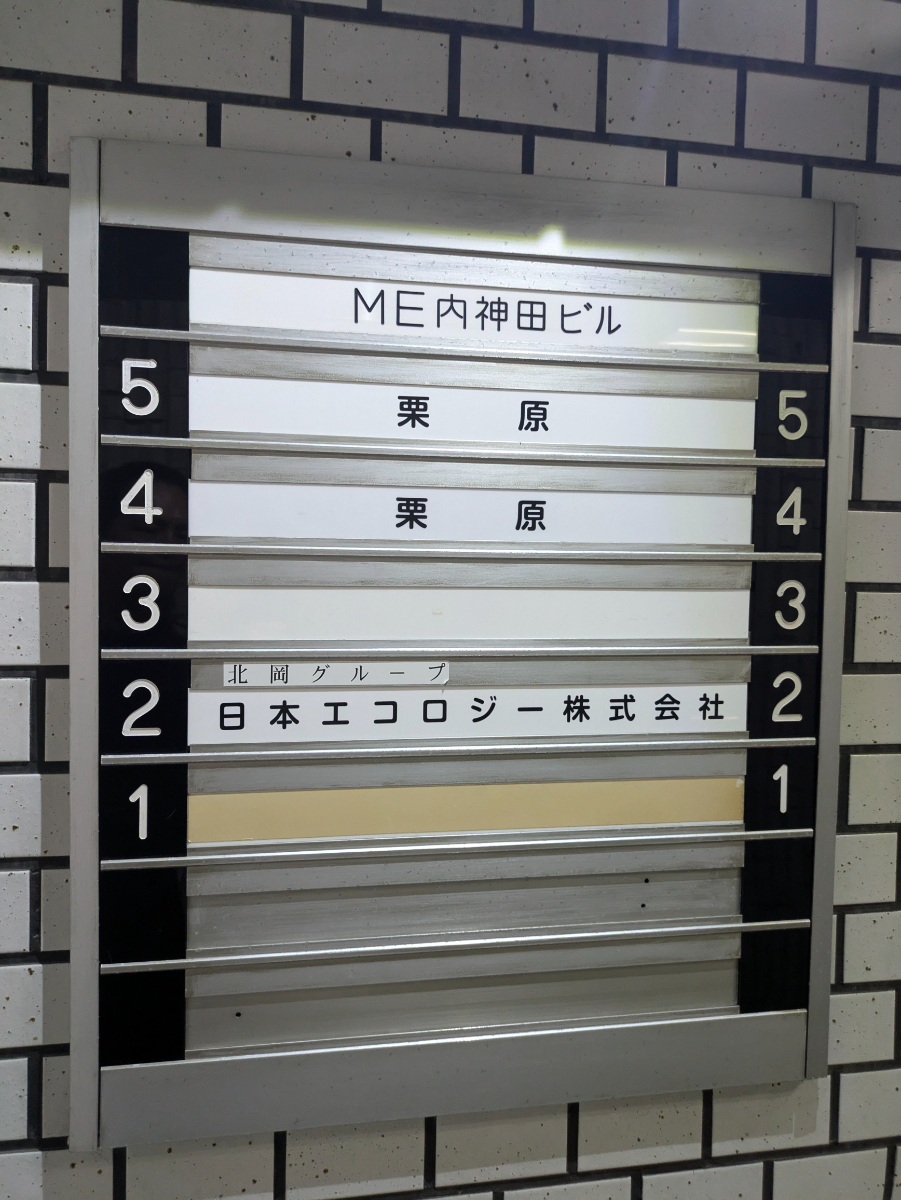 ME内神田ビル
5 栗原 5
4 栗原 4
3 3
北岡グループ
2 日本エコロジー株式会社 2
1 1